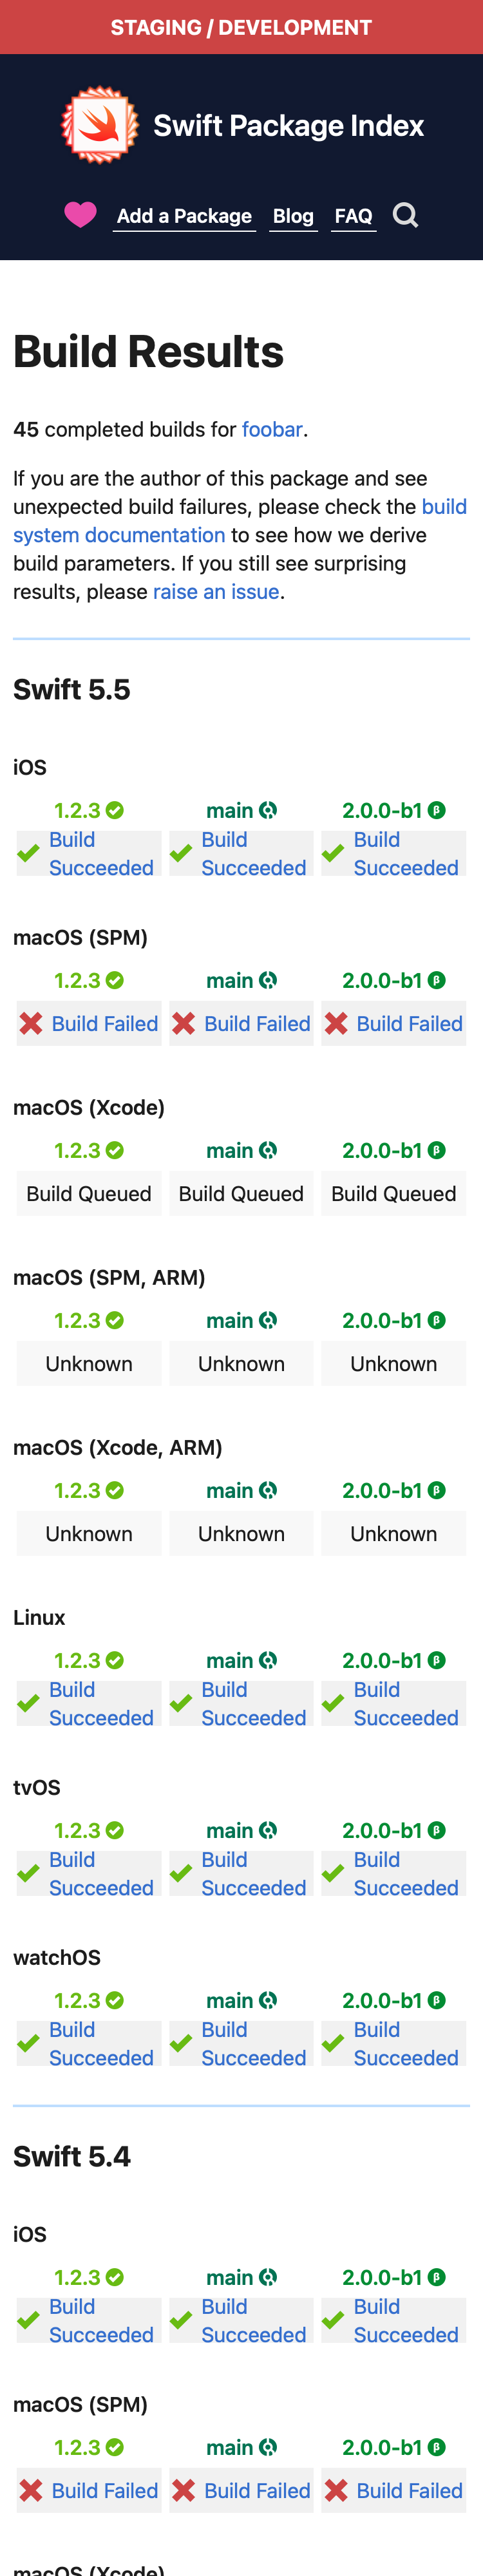 STAGING / DEVELOPMENT
Swift Package Index
Add a Package Blog FAQ
Build Results
45 completed builds for foobar.
If you are the author of this package and see
unexpected build failures, please check the build
system documentation to see how we derive
build parameters. If you still see surprising
results, please raise an issue.
Swift 5.5
iOS
1.2.3 main 2.0.0-b1 β
Build Build Build
Succeeded Succeeded Succeeded
macOS (SPM)
1.2.3 main 2.0.0-b1 β
Build Failed Build Failed Build Failed
macOS (Xcode)
1.2.3 main 2.0.0-b1 β
Build Queued Build Queued Build Queued
macOS (SPM, ARM)
1.2.3 main 2.0.0-b1 β
Unknown Unknown Unknown
macOS (Xcode, ARM)
1.2.3 main 2.0.0-b1 β
Unknown Unknown Unknown
Linux
1.2.3 main 2.0.0-b1 β
Build Build Build
Succeeded Succeeded Succeeded
tvOS
1.2.3 main 2.0.0-b1 β
Build Build Build
Succeeded Succeeded Succeeded
watchOS
1.2.3 main 2.0.0-b1 β
Build Build Build
Succeeded Succeeded Succeeded
Swift 5.4
iOS
1.2.3 main 2.0.0-b1 β
Build Build Build
Succeeded Succeeded Succeeded
macOS (SPM)
1.2.3 main 2.0.0-b1 β
Build Failed Build Failed Build Failed
macOS (Xcode)